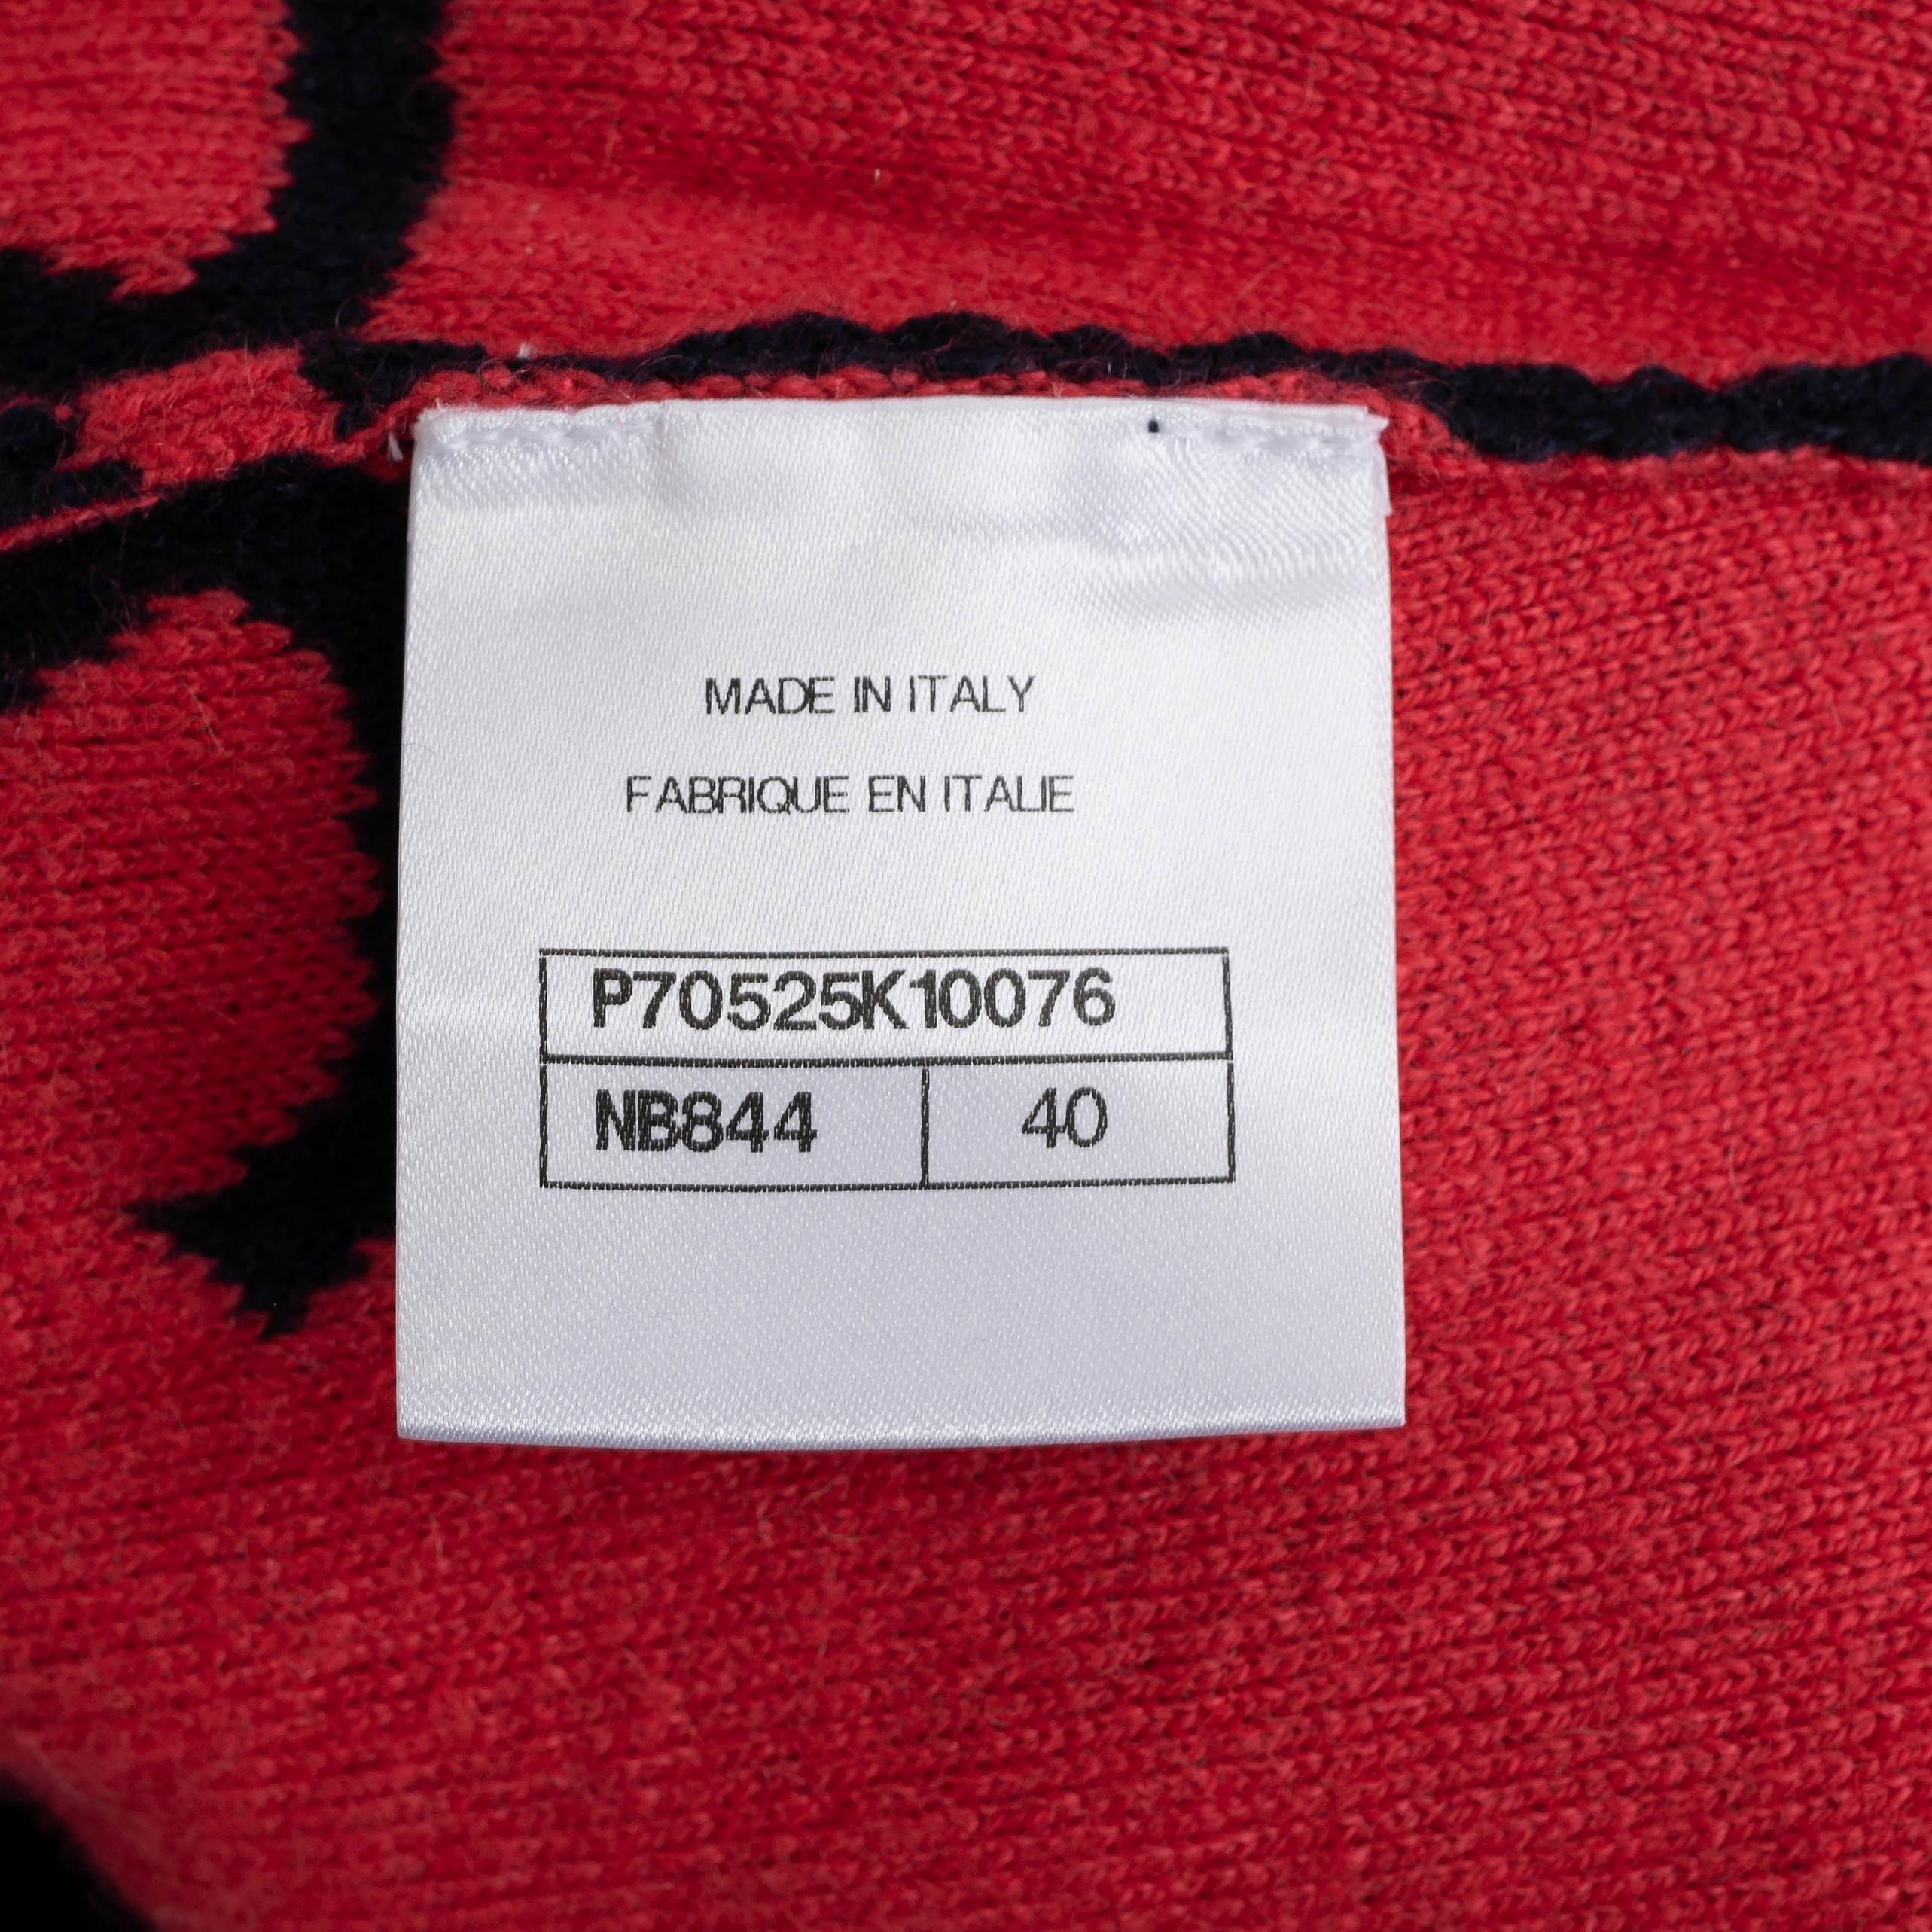 MADE IN ITALY
FABRIQUE EN ITALIE
P70525K10076
NB844 40